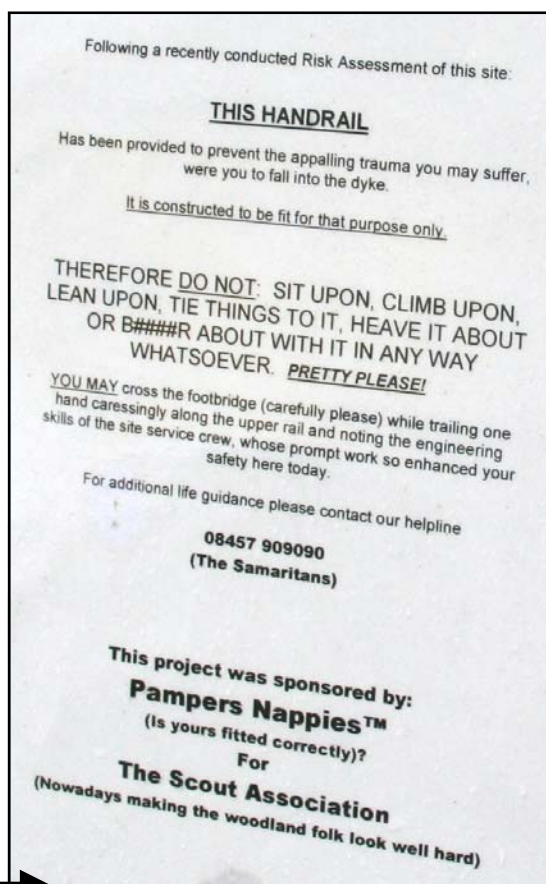 Following a recently conducted Risk Assessment of this site:
THIS HANDRAIL
Has been provided to prevent the appalling trauma you may suffer,
were you to fall into the dyke.
It is constructed to be fit for that purpose only.
THEREFORE DO NOT: SIT UPON, CLIMB UPON,
LEAN UPON, TIE THINGS TO IT, HEAVE IT ABOUT
OR B####R ABOUT WITH IT IN ANY WAY
WHATSOEVER. PRETTY PLEASE!
YOU MAY cross the footbridge (carefully please) while trailing one
hand caressingly along the upper rail and noting the engineering
skills of the site service crew, whose prompt work so enhanced your
safety here today.
For additional life guidance please contact our helpline
08457 909090
(The Samaritans)
This project was sponsored by:
Pampers Nappies™
(Is yours fitted correctly)?
For
The Scout Association
(Nowadays making the woodland folk look well hard)